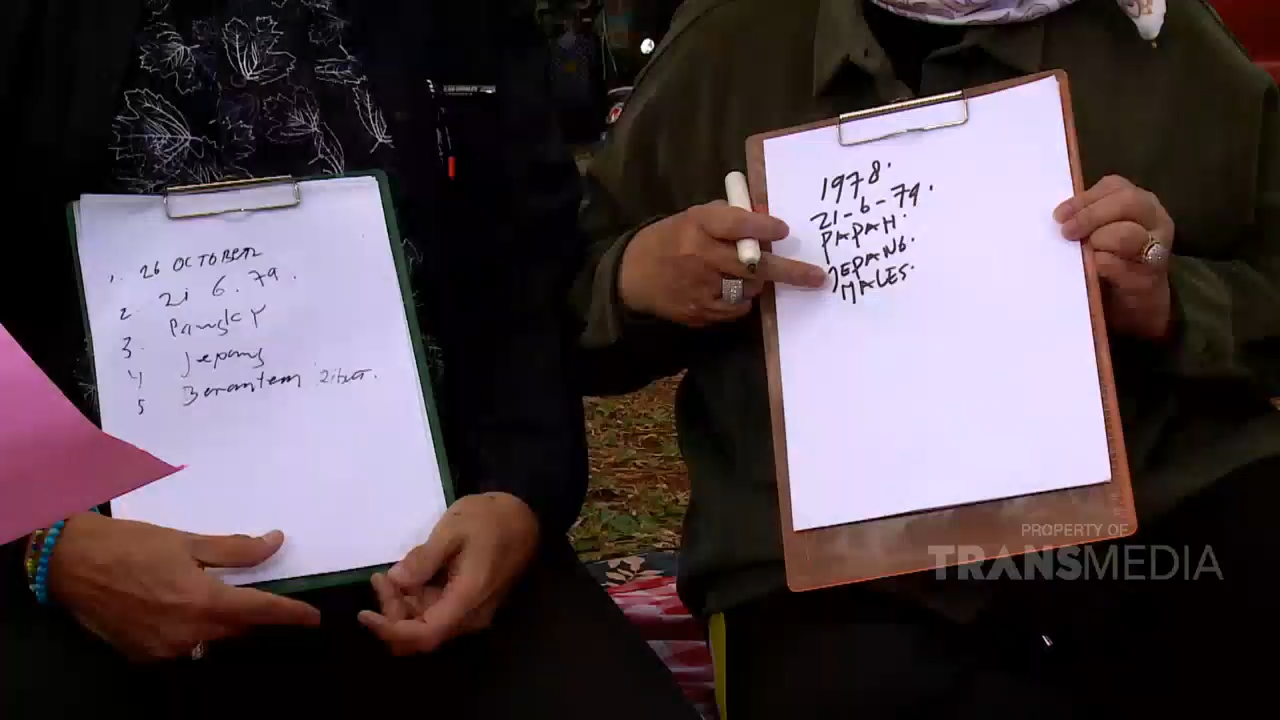 1. 26 OCTOBER
2. 21 6. 79.
3. Pangky
4 Jepang
5 Berantem
1978.
21-6-79.
PAPAH.
JEPANG.
MALES.
PROPERTY OF
TRANSMEDIA